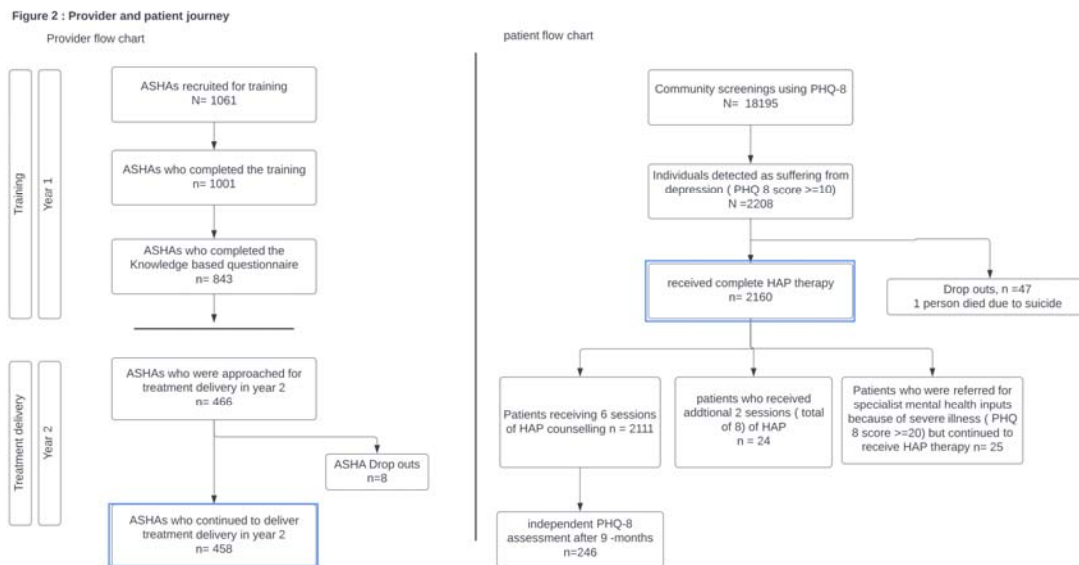 Figure 2 : Provider and patient journey
Provider flow chart
Training
Year 1
ASHAs recruited for training
N= 1061
ASHAs who completed the training
n= 1001
ASHAs who completed the
Knowledge based questionnaire
n= 843
Treatment delivery
Year 2
ASHAs who were approached for
treatment delivery in year 2
n= 466
ASHA Drop outs
n=8
ASHAs who continued to deliver
treatment delivery in year 2
n= 458
patient flow chart
Community screenings using PHQ-8
N= 18195
Individuals detected as suffering from
depression ( PHQ 8 score >=10)
N =2208
received complete HAP therapy
n= 2160
Drop outs, n =47
1 person died due to suicide
Patients receiving 6 sessions
of HAP counselling n = 2111
patients who received
addtional 2 sessions ( total
of 8) of HAP
n = 24
Patients who were referred for
specialist mental health inputs
because of severe illness ( PHQ
8 score >=20) but continued to
receive HAP therapy n= 25
independent PHQ-8
assessment after 9 -months
n=246